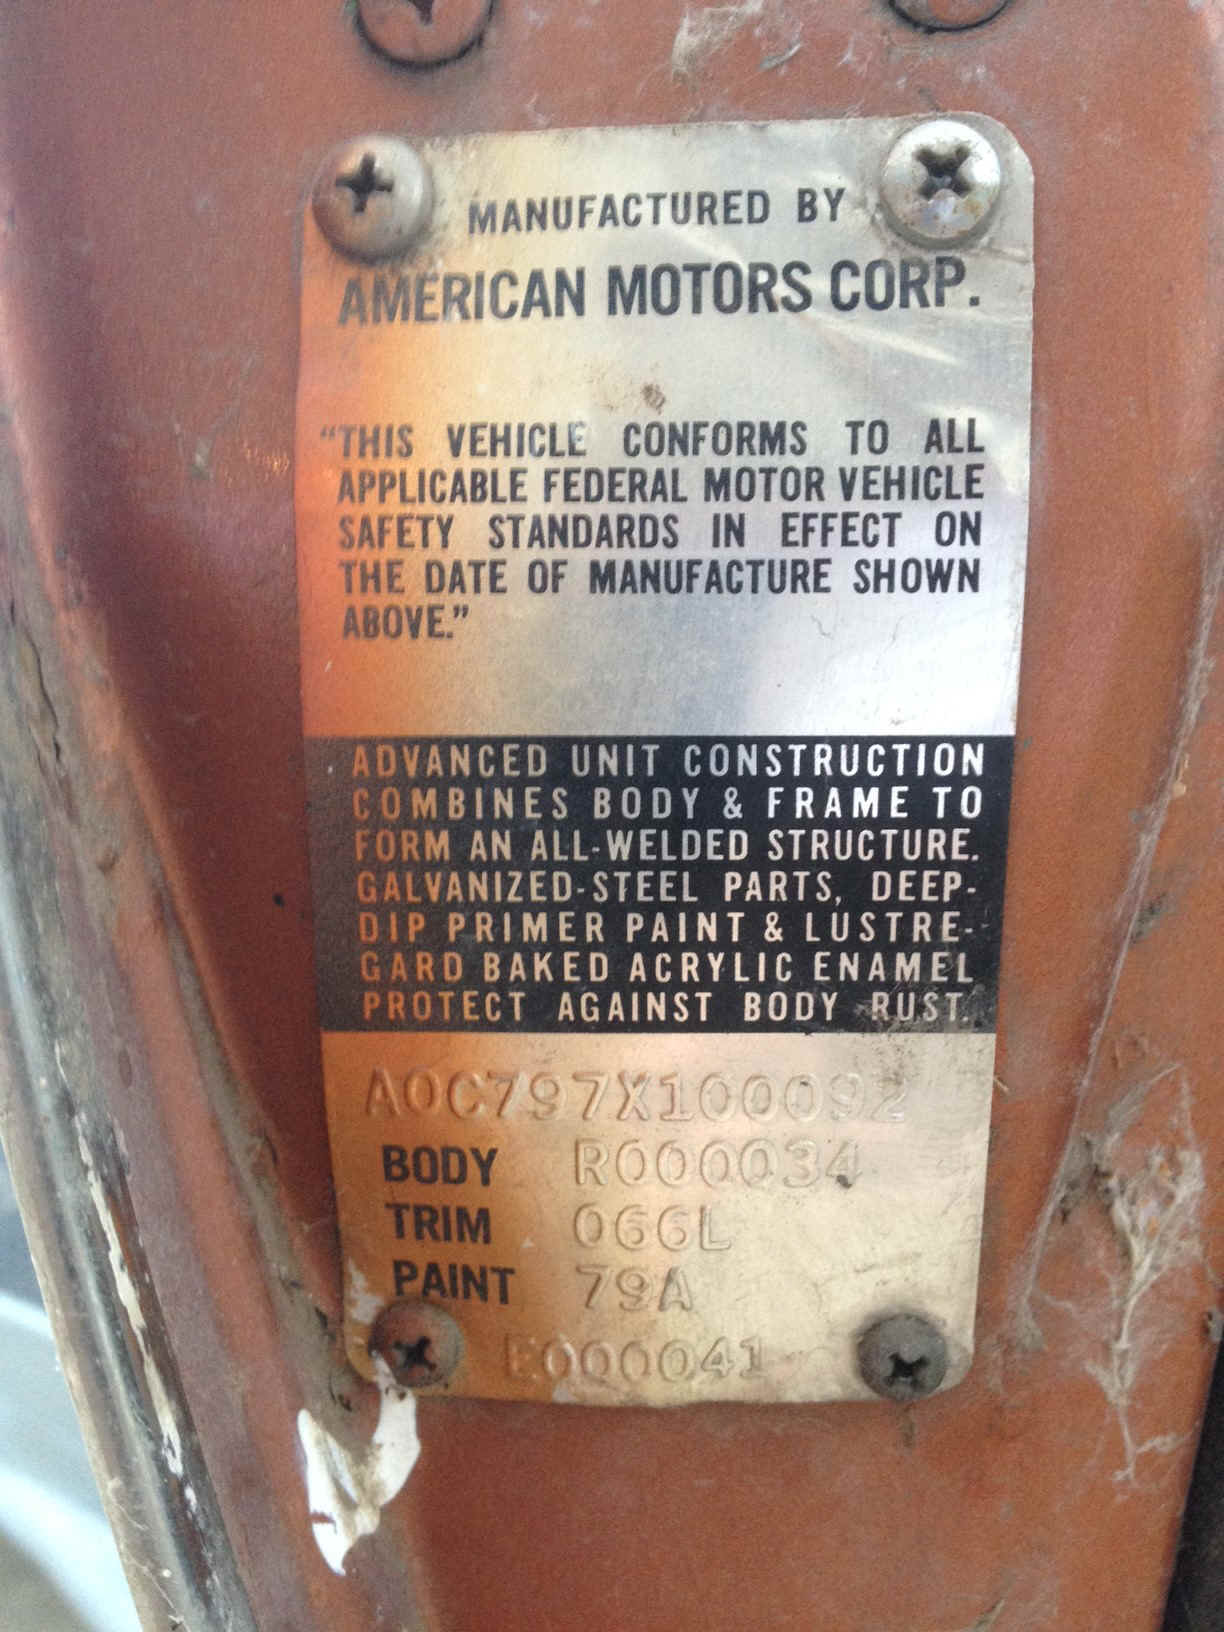 MANUFACTURED BY
AMERICAN MOTORS CORP.
“THIS VEHICLE CONFORMS TO ALL
APPLICABLE FEDERAL MOTOR VEHICLE
SAFETY STANDARDS IN EFFECT ON
THE DATE OF MANUFACTURE SHOWN
ABOVE.”
ADVANCED UNIT CONSTRUCTION
COMBINES BODY & FRAME TO
FORM AN ALL-WELDED STRUCTURE.
GALVANIZED-STEEL PARTS, DEEP-
DIP PRIMER PAINT & LUSTRE-
GARD BAKED ACRYLIC ENAMEL
PROTECT AGAINST BODY RUST.
A0C797X100092
BODY R000034
TRIM 066L
PAINT 79A
E000041